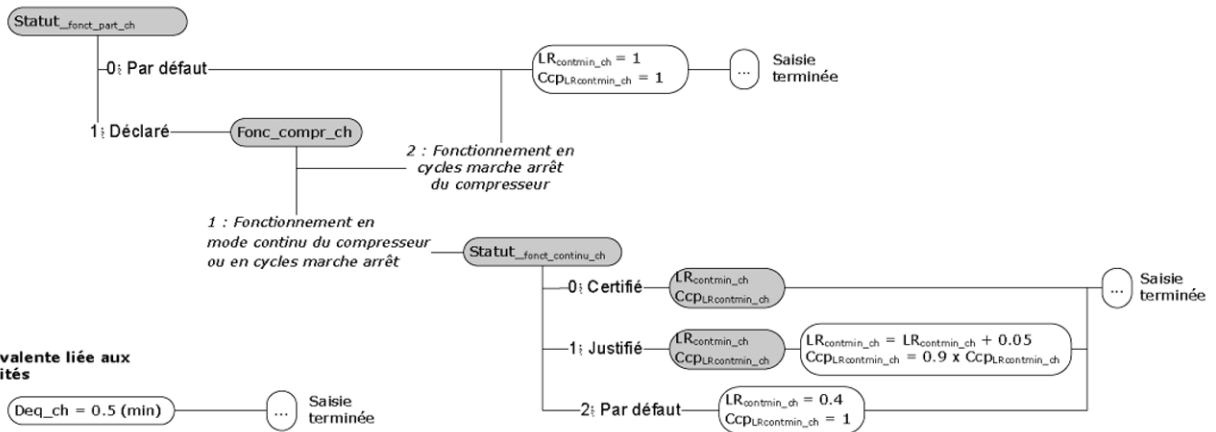 Statut_fonct_part_ch
0: Par défaut
LRcontmin_ch = 1
CcpLRcontmin_ch = 1
...
Saisie
terminée
1: Déclaré
Fonc_compr_ch
2 : Fonctionnement en
cycles marche arrêt
du compresseur
1 : Fonctionnement en
mode continu du compresseur
ou en cycles marche arrêt
Statut_fonct_continu_ch
0: Certifié
LRcontmin_ch
CcpLRcontmin_ch
...
Saisie
terminée
1: Justifié
LRcontmin_ch
CcpLRcontmin_ch
LRcontmin_ch = LRcontmin_ch + 0.05
CcpLRcontmin_ch = 0.9 x CcpLRcontmin_ch
2: Par défaut
LRcontmin_ch = 0.4
CcpLRcontmin_ch = 1
valente liée aux
ités
Deq_ch = 0.5 (min)
...
Saisie
terminée